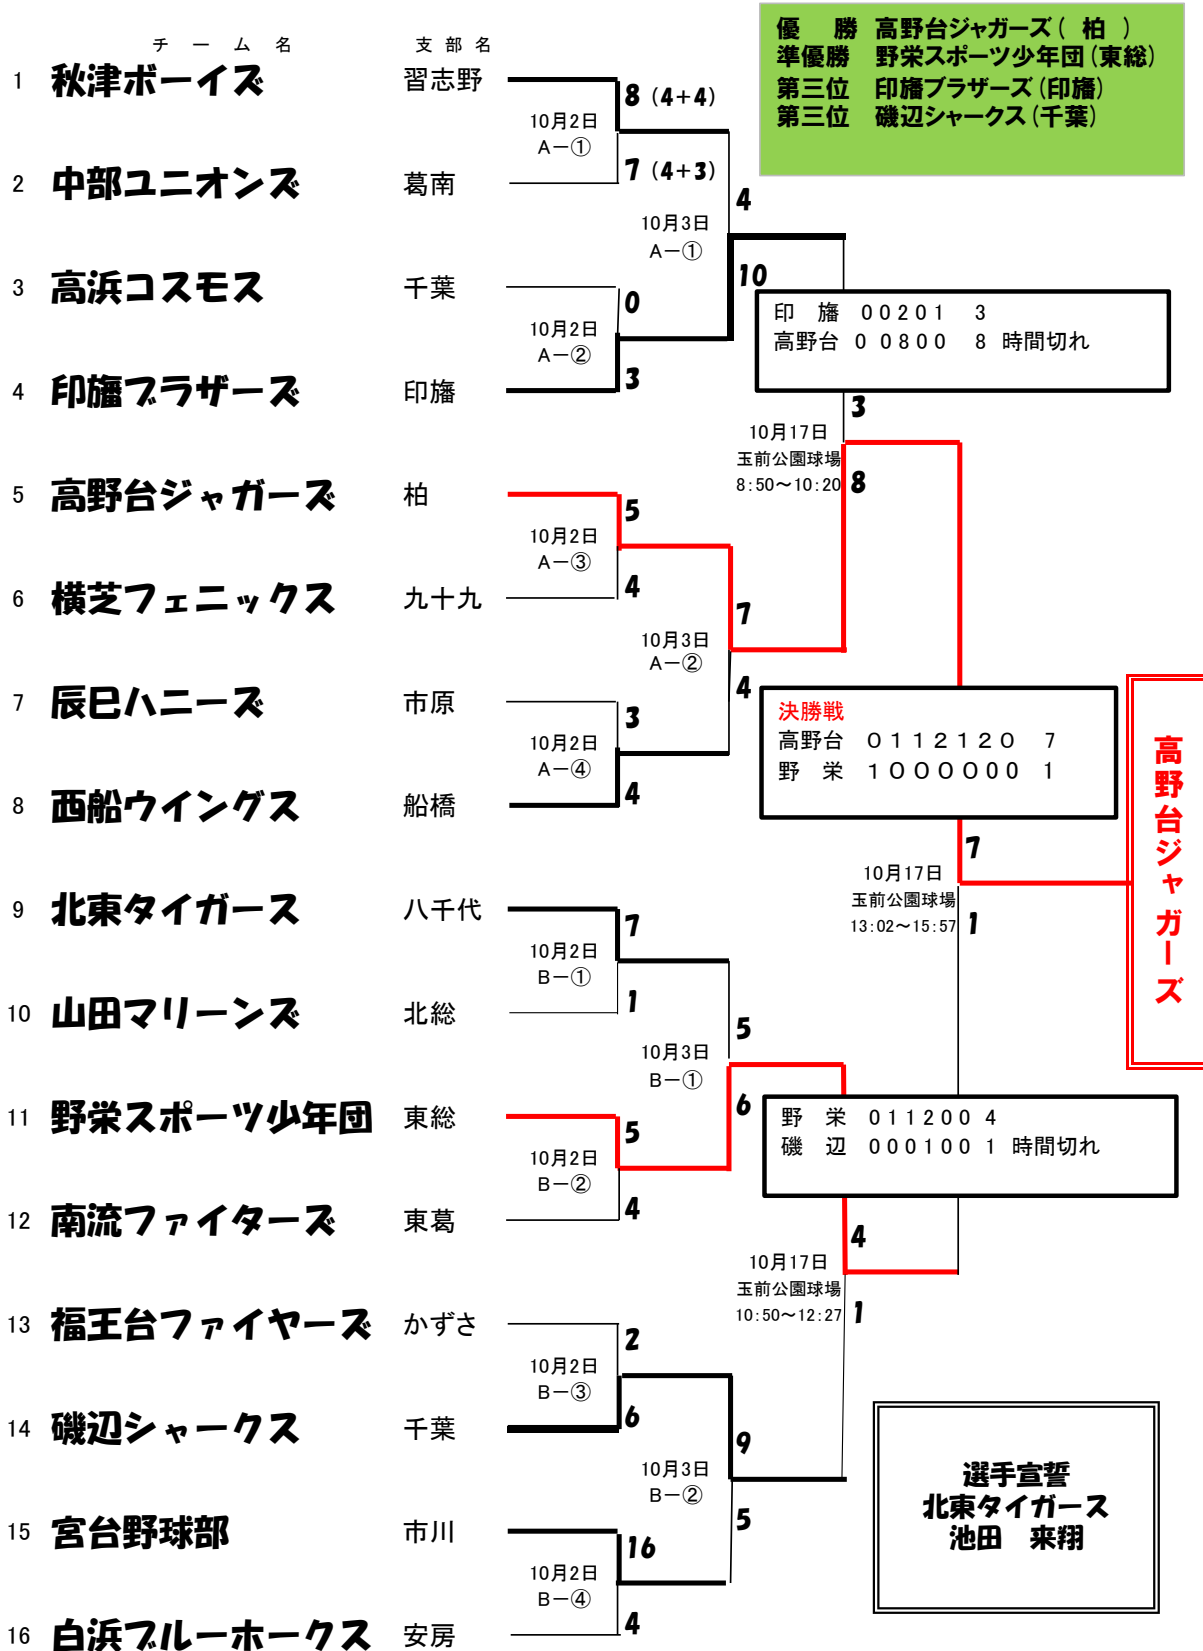 優　勝　高野台ジャガーズ（　柏　）
準優勝　野栄スポーツ少年団（東総）
第三位　印旛ブラザーズ（印旛）
第三位　磯辺シャークス（千葉）
チーム名　支部名
1 秋津ボーイズ 習志野
8 (4+4)
10月2日
A－①
7 (4+3)
2 中部ユニオンズ 葛南
4
10月3日
A－①
10
3 高浜コスモス 千葉
0
10月2日
A－②
3
4 印旛ブラザーズ 印旛
印　旛 00201 3
高野台 00800 8 時間切れ
3
10月17日
玉前公園球場
8:50～10:20
8
5 高野台ジャガーズ 柏
5
10月2日
A－③
4
6 横芝フェニックス 九十九
7
10月3日
A－②
4
7 辰巳ハニーズ 市原
3
10月2日
A－④
4
8 西船ウイングス 船橋
決勝戦
高野台 0112120 7
野　栄 1000000 1
高野台ジャガーズ
7
10月17日
玉前公園球場
13:02～15:57
1
9 北東タイガース 八千代
7
10月2日
B－①
1
10 山田マリーンズ 北総
5
10月3日
B－①
6
11 野栄スポーツ少年団 東総
5
10月2日
B－②
4
12 南流ファイターズ 東葛
野　栄 011200 4
磯　辺 000100 1 時間切れ
4
10月17日
玉前公園球場
10:50～12:27
1
13 福王台ファイヤーズ かずさ
2
10月2日
B－③
6
14 磯辺シャークス 千葉
9
10月3日
B－②
5
15 宮台野球部 市川
16
10月2日
B－④
4
16 白浜ブルーホークス 安房
選手宣誓
北東タイガース
池田　来翔